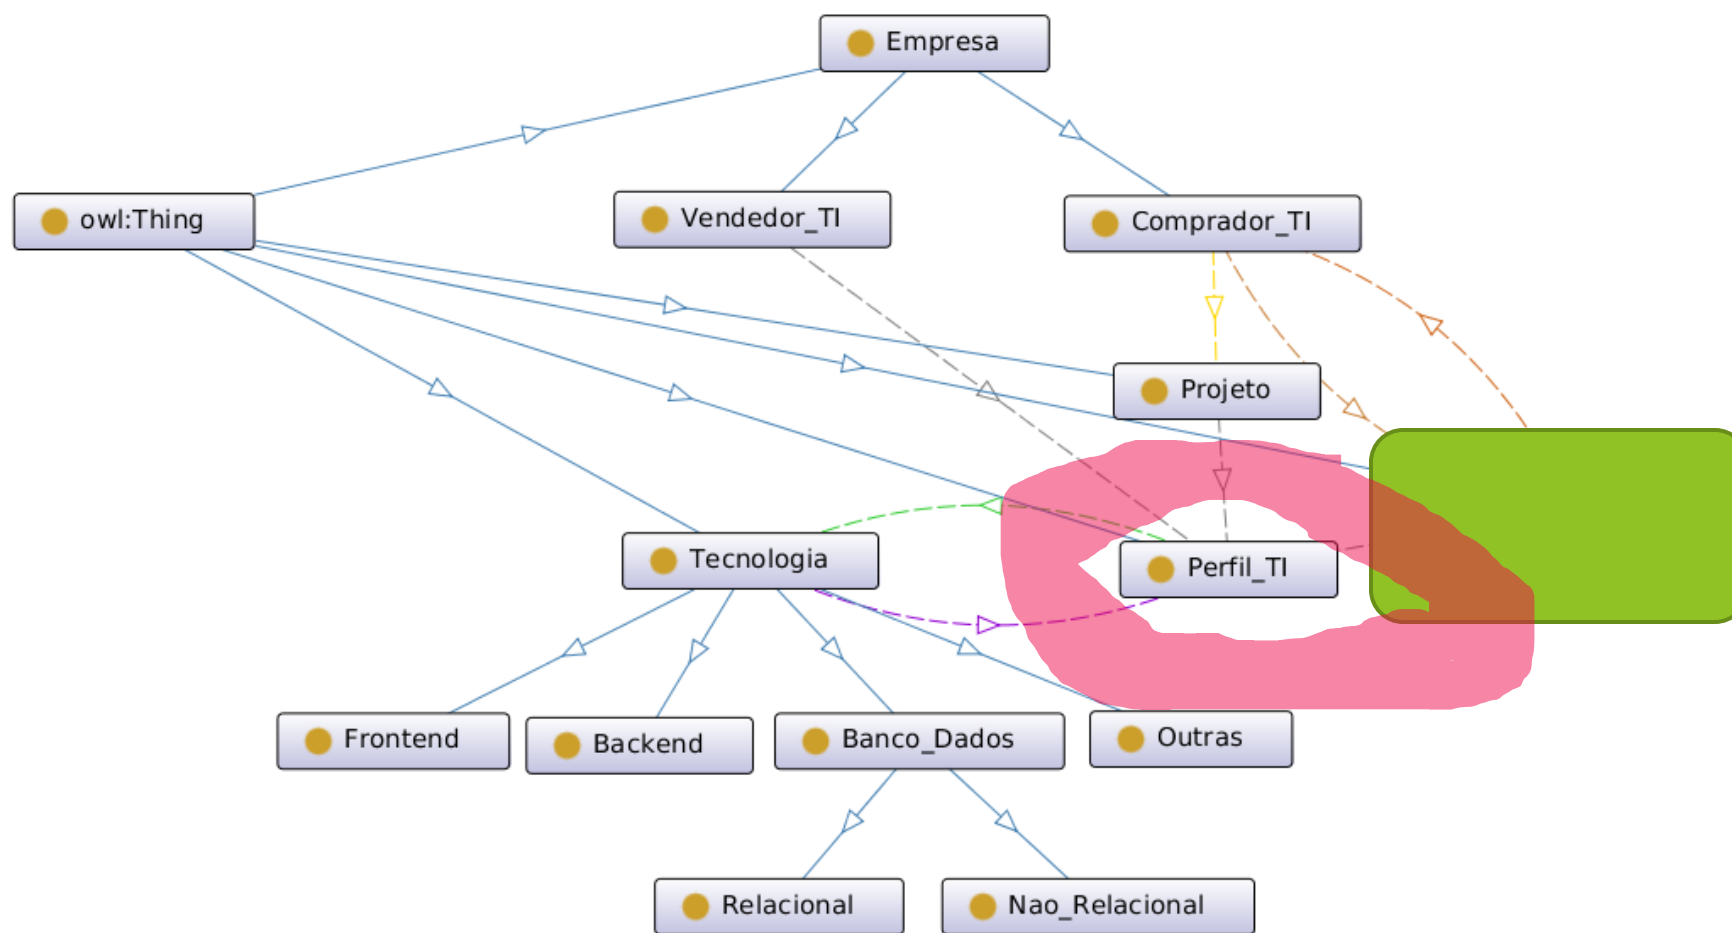 Empresa
owl:Thing
Vendedor_TI
Comprador_TI
Projeto
Tecnologia
Perfil_TI
Frontend
Backend
Banco_Dados
Outras
Relacional
Nao_Relacional